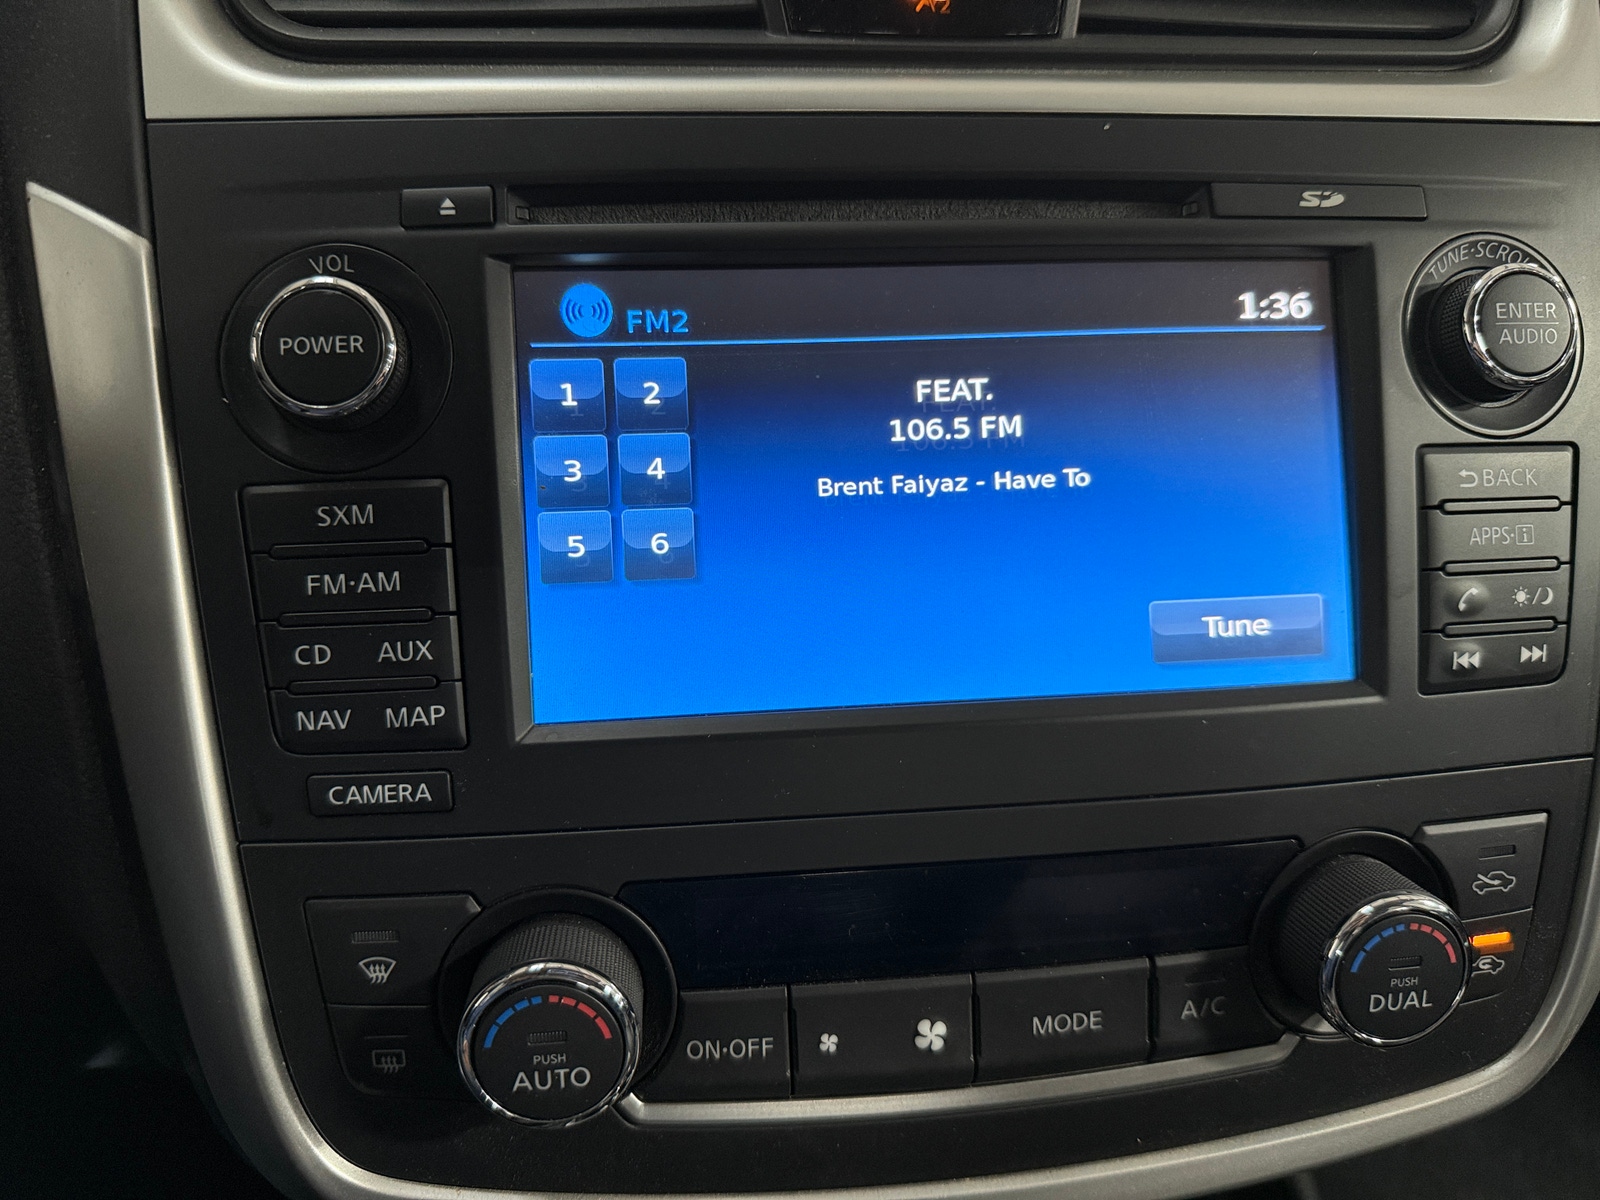 SD
VOL
POWER
TUNE·SCROLL
ENTER
AUDIO
FM2
1:36
1 2
3 4
5 6
FEAT.
106.5 FM
Brent Faiyaz - Have To
Tune
SXM
FM·AM
CD AUX
NAV MAP
CAMERA
BACK
APPS·i
PUSH
AUTO
ON·OFF
MODE
A/C
PUSH
DUAL